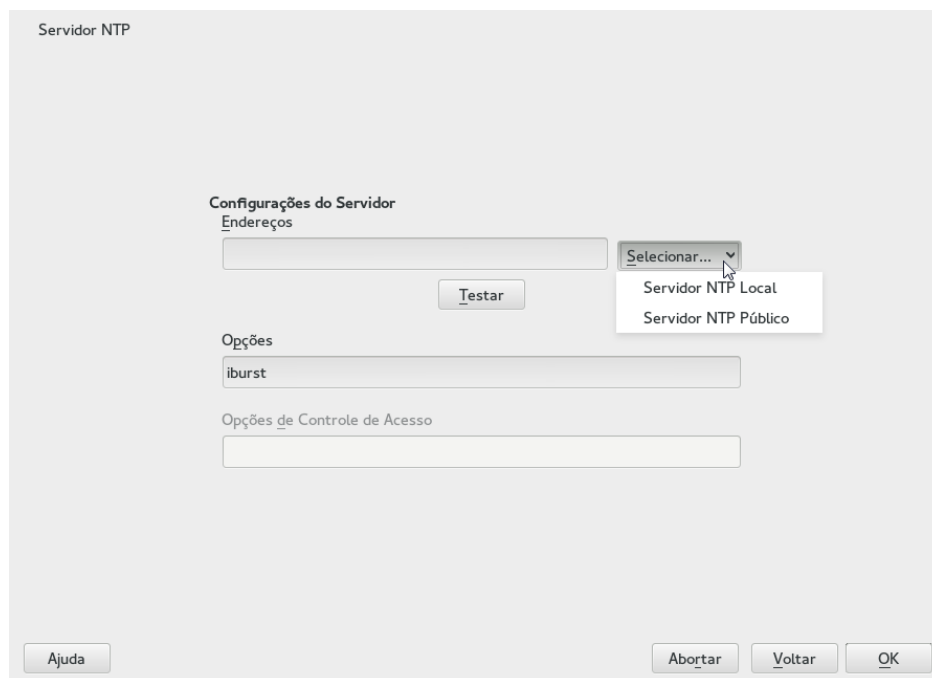 Servidor NTP
Configurações do Servidor
Endereços
Selecionar...
Testar
Servidor NTP Local
Servidor NTP Público
Opções
iburst
Opções de Controle de Acesso
Ajuda
Abortar
Voltar
OK